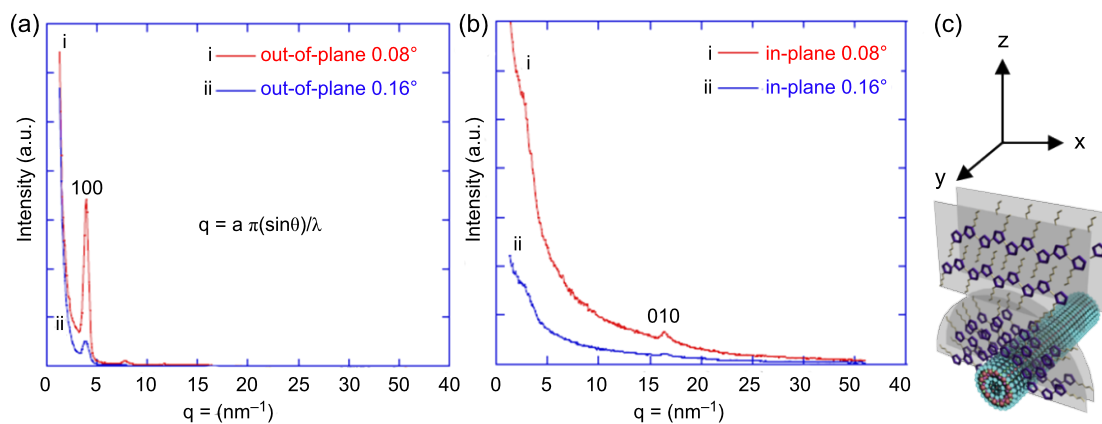 (a)
i
i out-of-plane 0.08°
ii out-of-plane 0.16°
100
q = a π(sinθ)/λ
ii
Intensity (a.u.)
0 5 10 15 20 25 30 35 40
q = (nm⁻¹)
(b)
i
i in-plane 0.08°
ii in-plane 0.16°
ii
010
Intensity (a.u.)
0 5 10 15 20 25 30 35 40
q = (nm⁻¹)
(c)
z
x
y